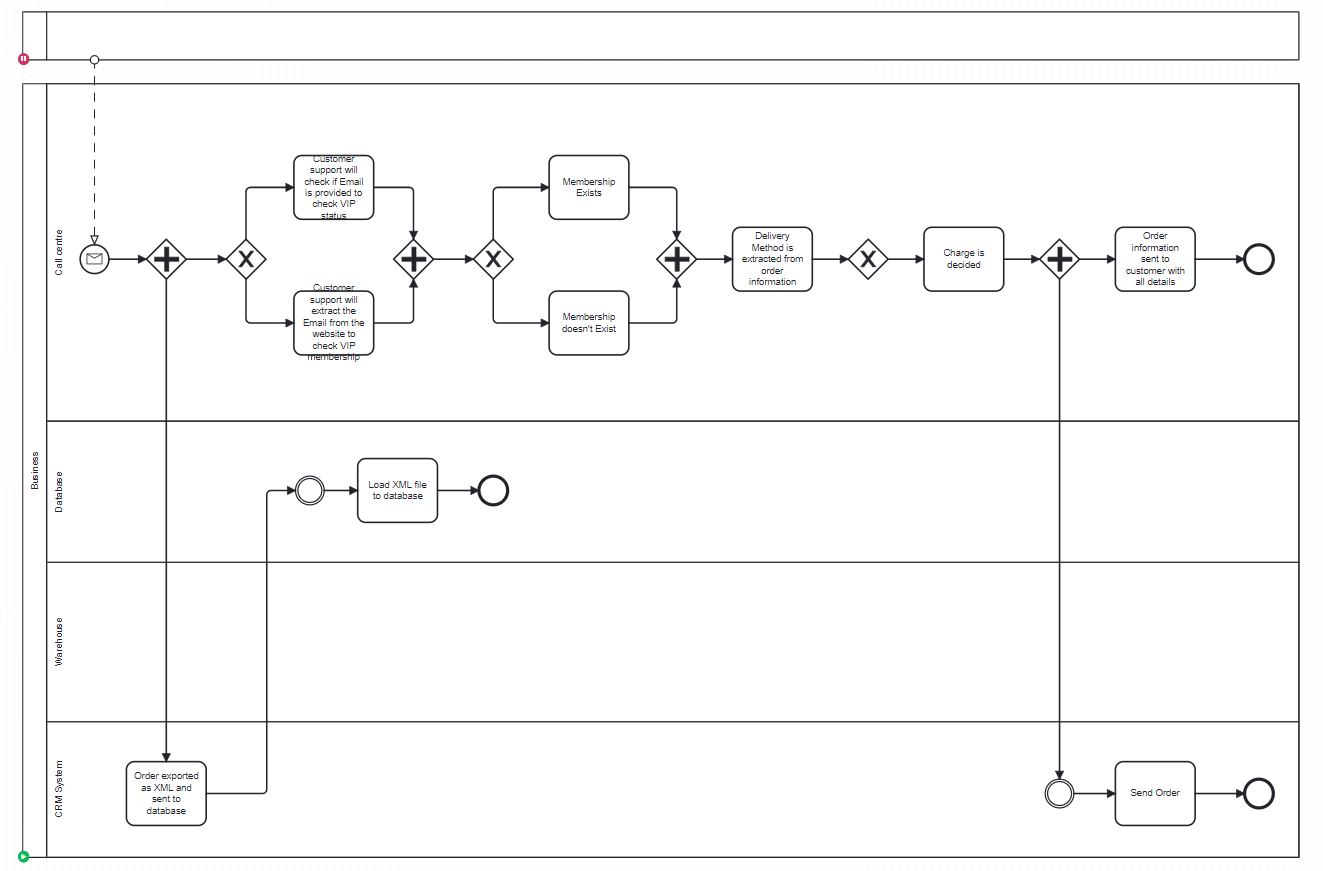 Business
Call centre
Customer
support will
check if Email
is provided to
check VIP
status
Customer
support will
extract the
Email from the
website to
check VIP
membership
Membership
Exists
Membership
doesn't Exist
Delivery
Method is
extracted from
order
information
Charge is
decided
Order
information
sent to
customer with
all details
Database
Load XML file
to database
Warehouse
CRM System
Order exported
as XML and
sent to
database
Send Order